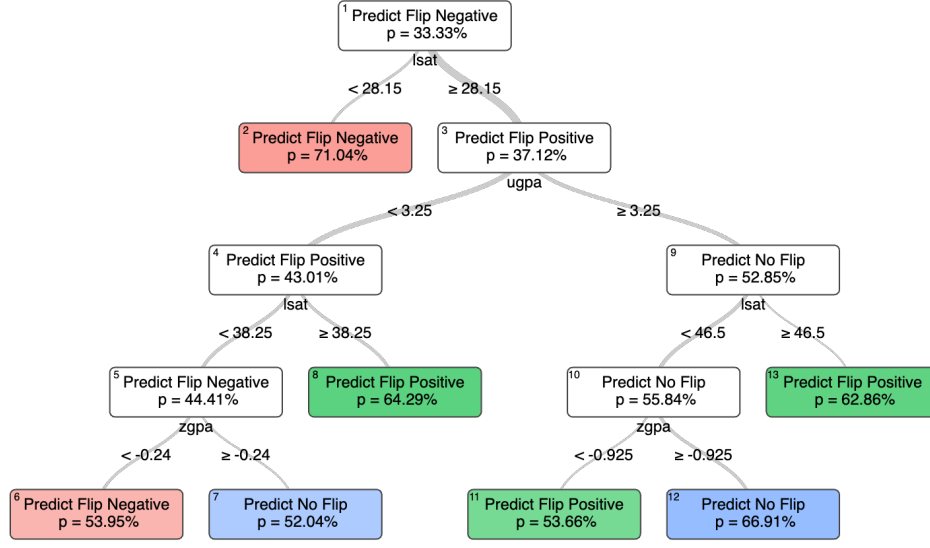 1 Predict Flip Negative
p = 33.33%
lsat
< 28.15 ≥ 28.15
2 Predict Flip Negative
p = 71.04%
3 Predict Flip Positive
p = 37.12%
ugpa
< 3.25 ≥ 3.25
4 Predict Flip Positive
p = 43.01%
9 Predict No Flip
p = 52.85%
lsat lsat
< 38.25 ≥ 38.25 < 46.5 ≥ 46.5
5 Predict Flip Negative
p = 44.41%
8 Predict Flip Positive
p = 64.29%
10 Predict No Flip
p = 55.84%
13 Predict Flip Positive
p = 62.86%
zgpa zgpa
< -0.24 ≥ -0.24 < -0.925 ≥ -0.925
6 Predict Flip Negative
p = 53.95%
7 Predict No Flip
p = 52.04%
11 Predict Flip Positive
p = 53.66%
12 Predict No Flip
p = 66.91%